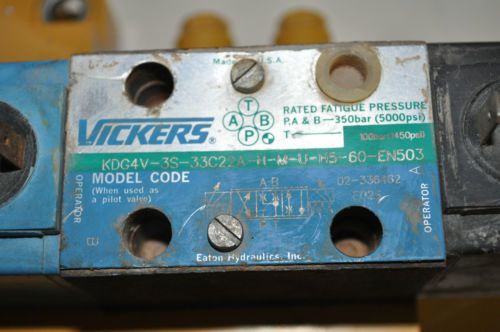 Made in U.S.A.
T
A B
P
VICKERS®
RATED FATIGUE PRESSURE
P,A & B—350bar (5000psi)
T— 100bar(1450psi)
KDG4V-3S-33C22A-H-M-U-H5-60-EN503
MODEL CODE
(When used as
a pilot valve)
OPERATOR
B
A B
02-336462
OPERATOR
A
Eaton Hydraulics, Inc.